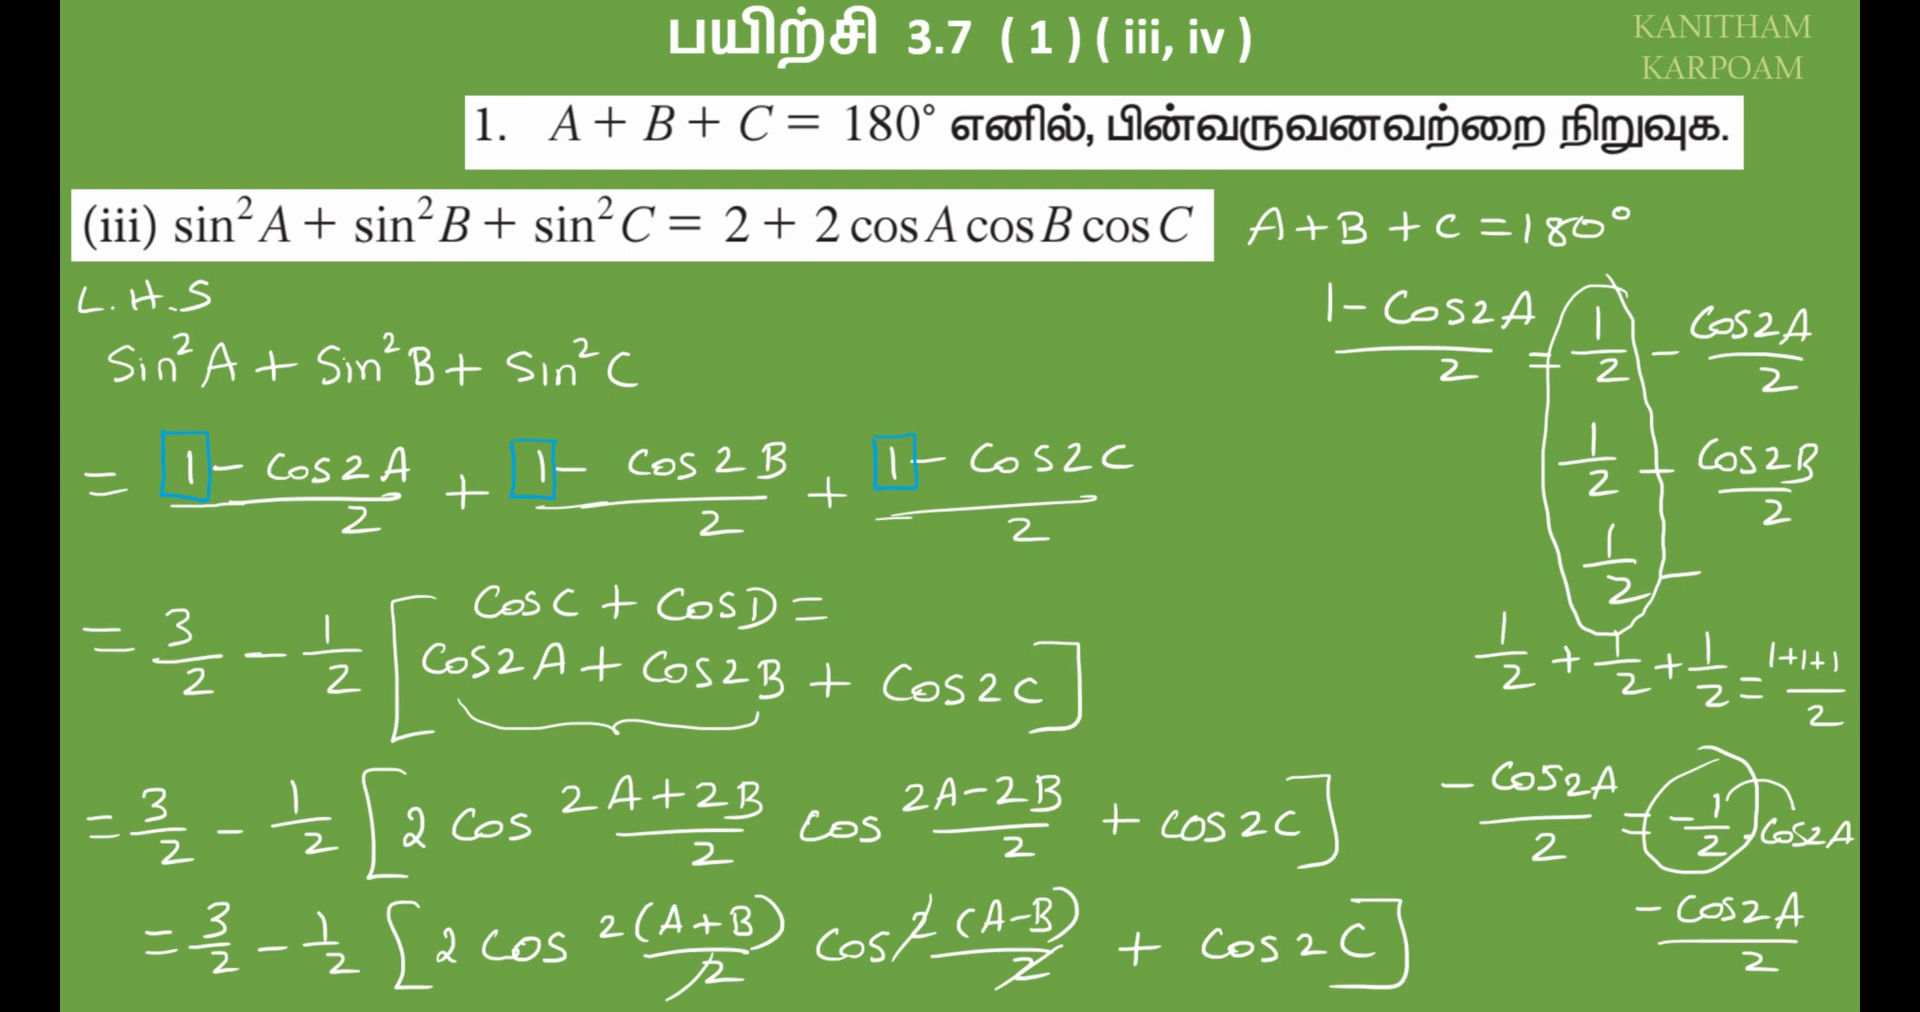 பயிற்சி 3.7 ( 1 ) ( iii, iv )
KANITHAM
KARPOAM
1. A + B + C = 180° எனில், பின்வருவனவற்றை நிறுவுக.
(iii) sin²A + sin²B + sin²C = 2 + 2 cos A cos B cos C
A + B + C = 180°
L.H.S
Sin²A + Sin²B + Sin²C
= 1 - Cos2A / 2 + 1 - Cos2B / 2 + 1 - Cos2C / 2
CosC + CosD =
= 3/2 - 1/2 [ Cos2A + Cos2B + Cos2C ]
= 3/2 - 1/2 [ 2 Cos 2A+2B / 2 Cos 2A-2B / 2 + Cos2C ]
= 3/2 - 1/2 [ 2 Cos 2(A+B) / 2 Cos 2(A-B) / 2 + Cos2C ]
1 - Cos2A / 2 = 1/2 - Cos2A / 2
1/2 - Cos2B / 2
1/2 -
1/2 + 1/2 + 1/2 = 1+1+1 / 2
- Cos2A / 2 = -1/2 . Cos2A
- Cos2A / 2